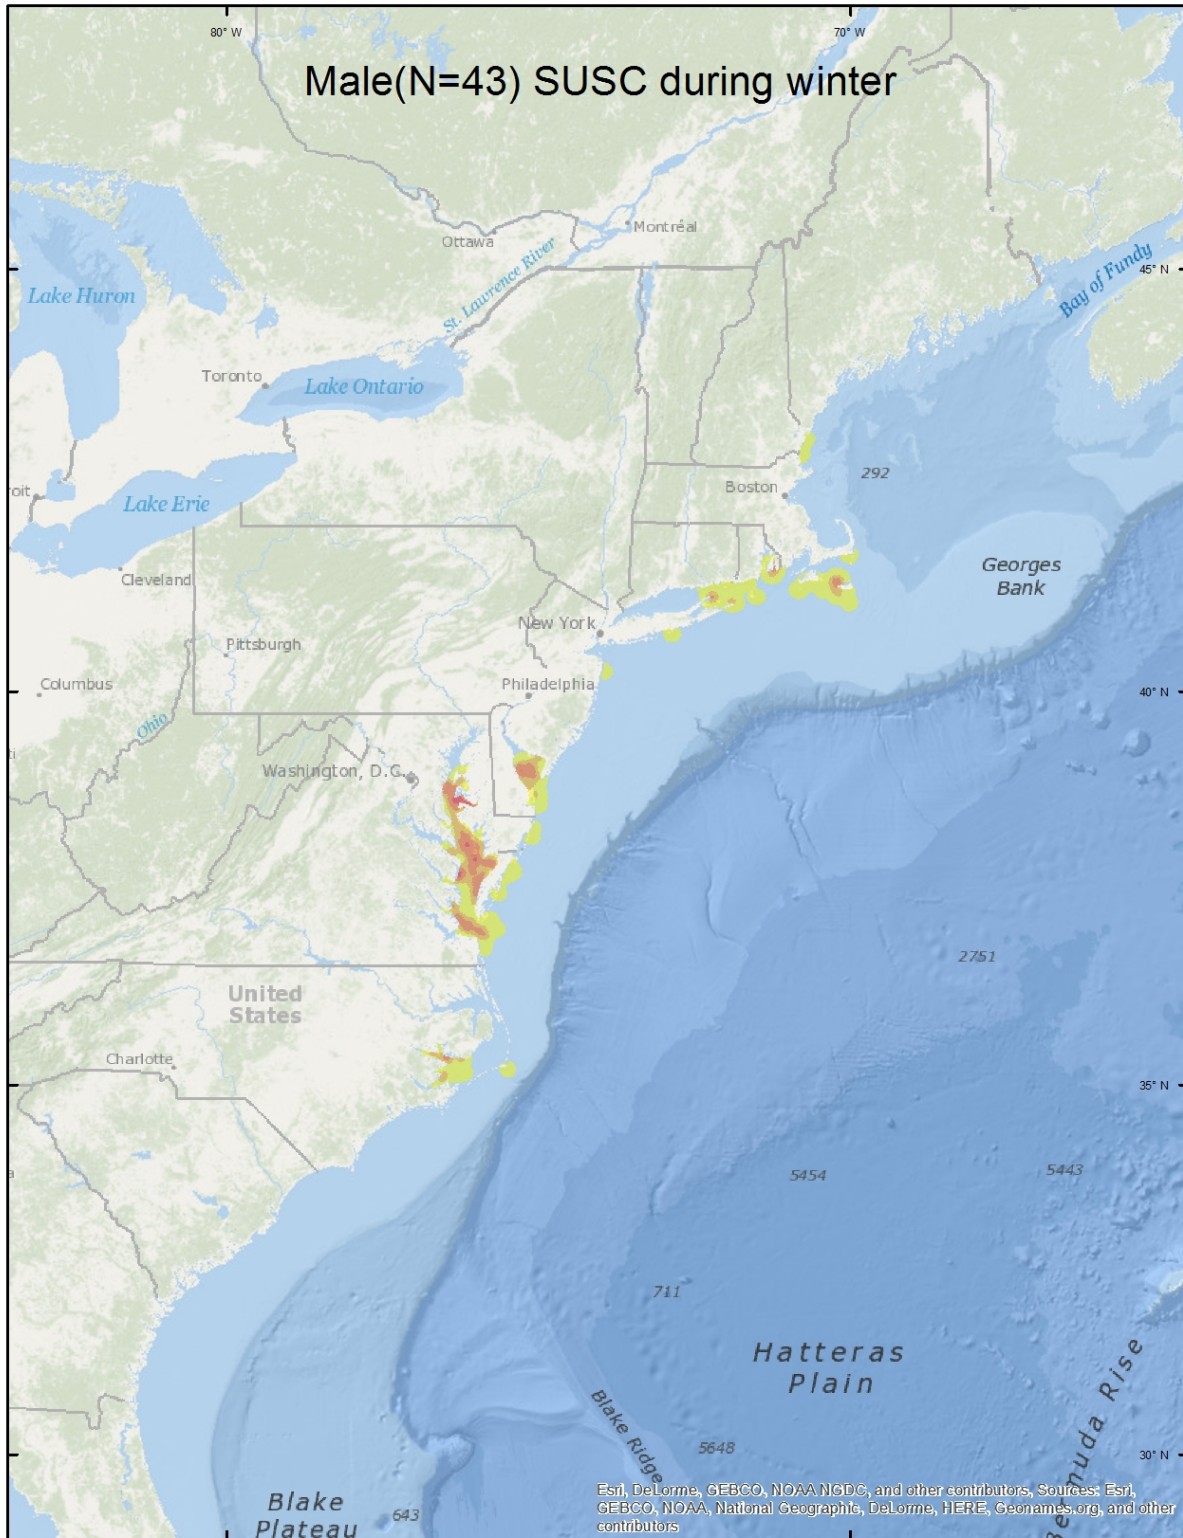 80° W
70° W
Male(N=43) SUSC during winter
Ottawa
Montréal
St. Lawrence River
Bay of Fundy
45° N
Lake Huron
Toronto
Lake Ontario
292
Boston
roit
Lake Erie
Georges
Bank
Cleveland
New York
Pittsburgh
Columbus
Philadelphia
40° N
Ohio
Washington, D.C.
2751
United
States
Charlotte
35° N
5454
5443
711
Hatteras
Plain
Bermuda Rise
Blake Ridge
5648
30° N
Blake
Plateau
643
Esri, DeLorme, GEBCO, NOAA NGDC, and other contributors, Sources: Esri,
GEBCO, NOAA, National Geographic, DeLorme, HERE, Geonames.org, and other
contributors